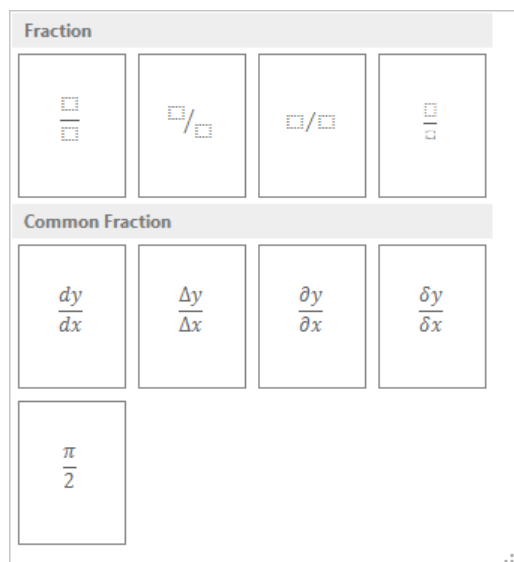 Fraction
□/□ □/□ □/□ □/□
Common Fraction
dy/dx Δy/Δx ∂y/∂x δy/δx
π/2